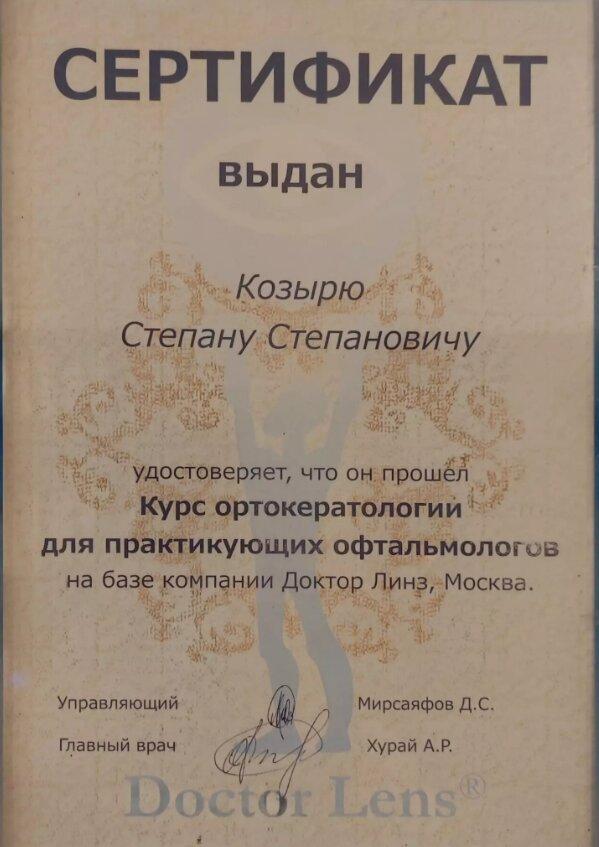 СЕРТИФИКАТ
выдан
Козырю
Степану Степановичу
удостоверяет, что он прошел
Курс ортокератологии
для практикующих офтальмологов
на базе компании Доктор Линз, Москва.
Управляющий Мирсаяфов Д.С.
Главный врач Хурай А.Р.
Doctor Lens®